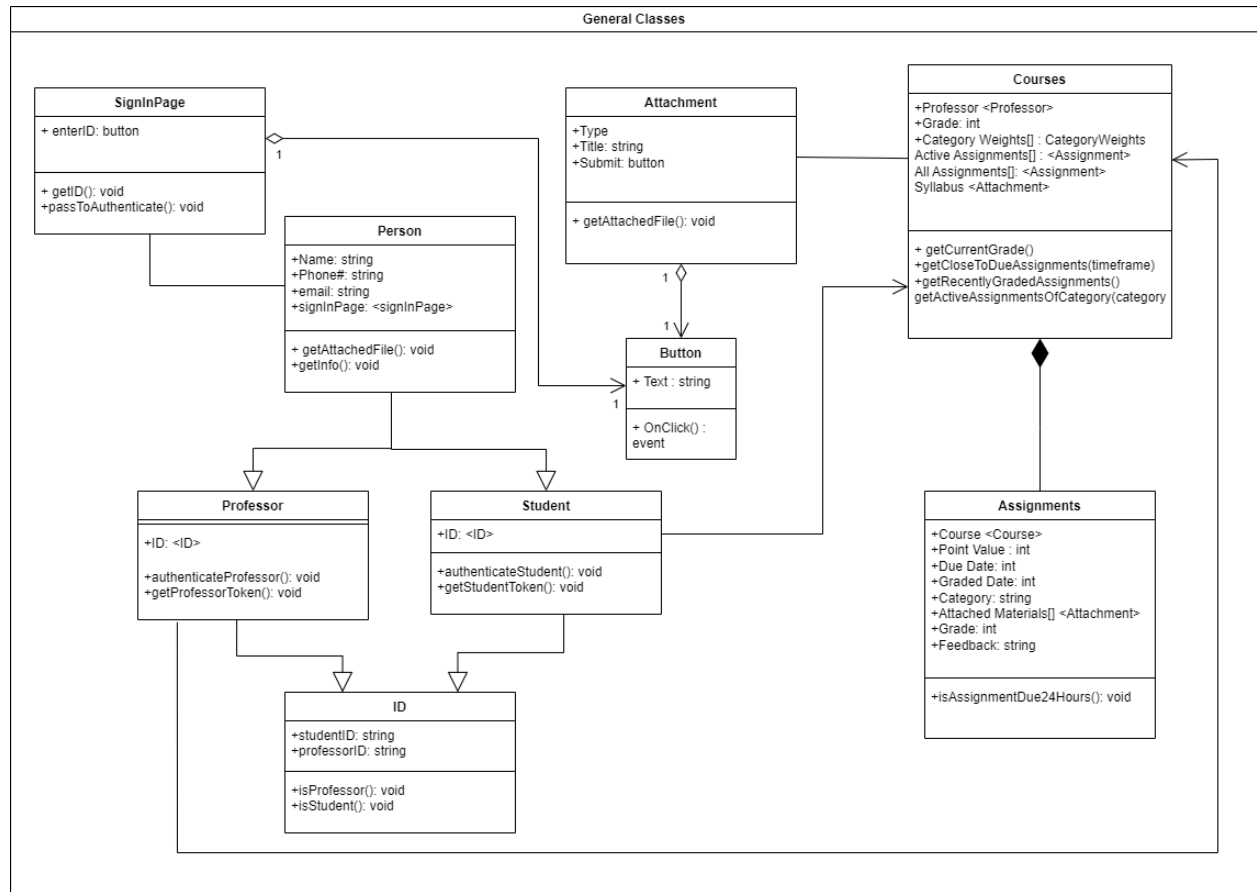 General Classes
SignInPage
+ enterID: button
+ getID(): void
+passToAuthenticate(): void
1
Person
+Name: string
+Phone#: string
+email: string
+signInPage: <signInPage>
+ getAttachedFile(): void
+getInfo(): void
Attachment
+Type
+Title: string
+Submit: button
+ getAttachedFile(): void
1
1
Button
+ Text : string
+ OnClick() :
event
1
Courses
+Professor <Professor>
+Grade: int
+Category Weights[] : CategoryWeights
Active Assignments[] : <Assignment>
All Assignments[]: <Assignment>
Syllabus <Attachment>
+ getCurrentGrade()
+getCloseToDueAssignments(timeframe)
+getRecentlyGradedAssignments()
getActiveAssignmentsOfCategory(category
Professor
+ID: <ID>
+authenticateProfessor(): void
+getProfessorToken(): void
Student
+ID: <ID>
+authenticateStudent(): void
+getStudentToken(): void
Assignments
+Course <Course>
+Point Value : int
+Due Date: int
+Graded Date: int
+Category: string
+Attached Materials[] <Attachment>
+Grade: int
+Feedback: string
+isAssignmentDue24Hours(): void
ID
+studentID: string
+professorID: string
+isProfessor(): void
+isStudent(): void